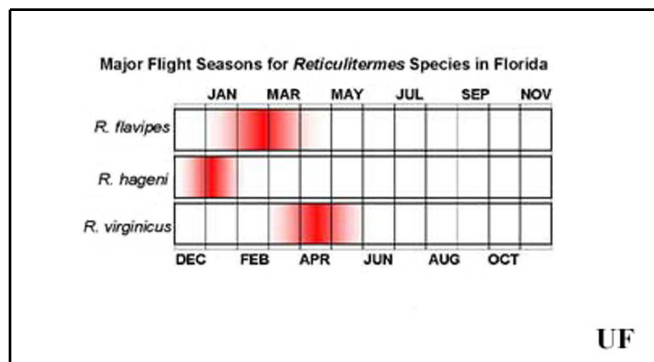 Major Flight Seasons for Reticulitermes Species in Florida
JAN MAR MAY JUL SEP NOV
R. flavipes
R. hageni
R. virginicus
DEC FEB APR JUN AUG OCT
UF